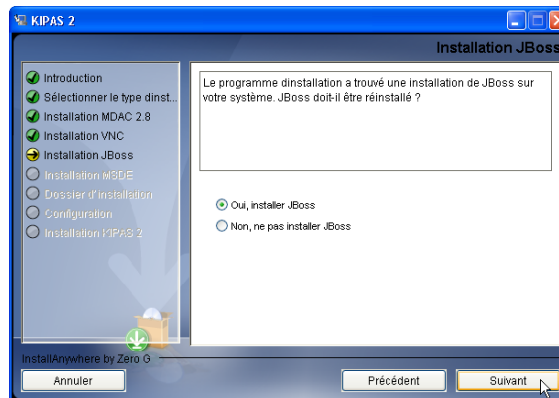 KIPAS 2
Installation JBoss
Introduction
Sélectionner le type dinst...
Installation MDAC 2.8
Installation VNC
Installation JBoss
Installation MSDE
Dossier d'installation
Configuration
Installation KIPAS 2
Le programme dinstallation a trouvé une installation de JBoss sur
votre système. JBoss doit-il être réinstallé ?
Oui, installer JBoss
Non, ne pas installer JBoss
InstallAnywhere by Zero G
Annuler
Précédent
Suivant